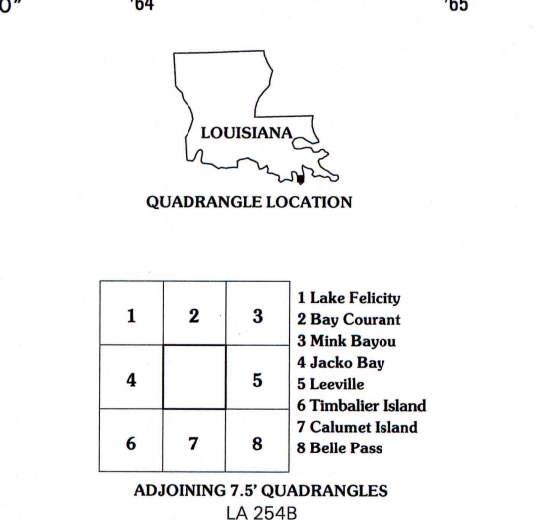 0" '64 '65
LOUISIANA
QUADRANGLE LOCATION
1 2 3
4 5
6 7 8
1 Lake Felicity
2 Bay Courant
3 Mink Bayou
4 Jacko Bay
5 Leeville
6 Timbalier Island
7 Calumet Island
8 Belle Pass
ADJOINING 7.5' QUADRANGLES
LA 254B